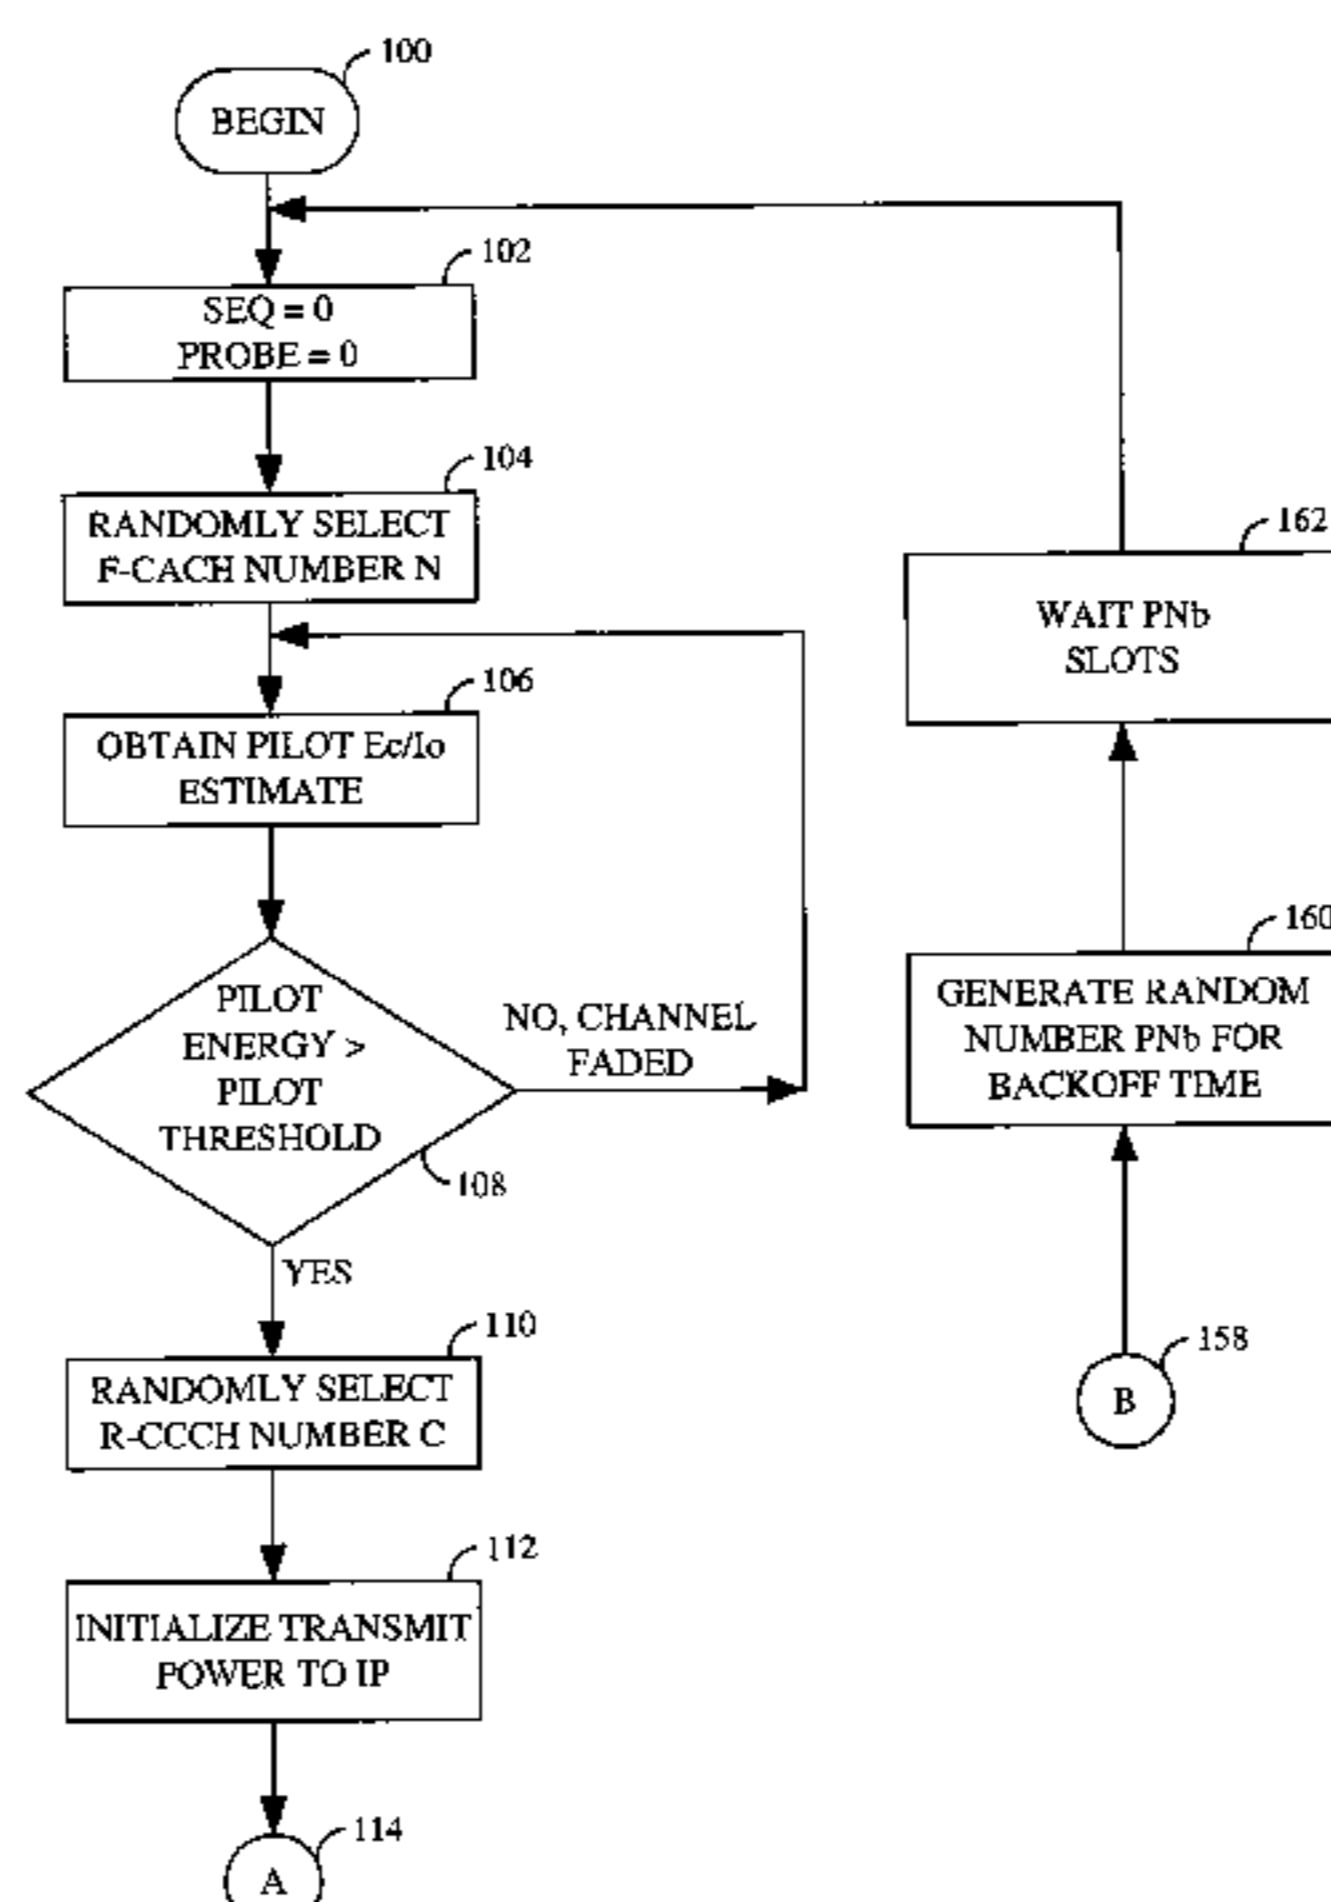 100
BEGIN
102
SEQ = 0
PROBE = 0
104
RANDOMLY SELECT
F-CACH NUMBER N
106
OBTAIN PILOT Ec/Io
ESTIMATE
PILOT
ENERGY >
PILOT
THRESHOLD
108
NO, CHANNEL
FADED
YES
110
RANDOMLY SELECT
R-CCCH NUMBER C
112
INITIALIZE TRANSMIT
POWER TO IP
114
A
162
WAIT PNb
SLOTS
160
GENERATE RANDOM
NUMBER PNb FOR
BACKOFF TIME
158
B